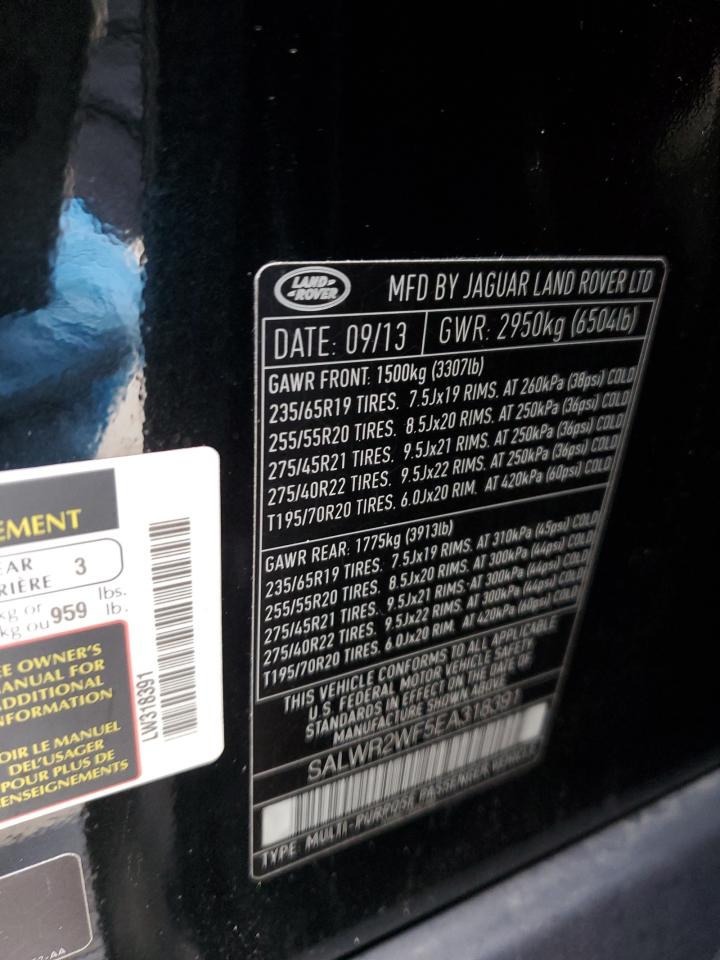 LAND-
-ROVER
MFD BY JAGUAR LAND ROVER LTD
DATE: 09/13 GWR: 2950kg (6504lb)
GAWR FRONT: 1500kg (3307lb)
235/65R19 TIRES. 7.5Jx19 RIMS. AT 260kPa (38psi) COLD
255/55R20 TIRES. 8.5Jx20 RIMS. AT 250kPa (36psi) COLD
275/45R21 TIRES. 9.5Jx21 RIMS. AT 250kPa (36psi) COLD
275/40R22 TIRES. 9.5Jx22 RIMS. AT 250kPa (36psi) COLD
T195/70R20 TIRES. 6.0Jx20 RIM. AT 420kPa (60psi) COLD
GAWR REAR: 1775kg (3913lb)
235/65R19 TIRES. 7.5Jx19 RIMS. AT 310kPa (45psi) COLD
255/55R20 TIRES. 8.5Jx20 RIMS. AT 300kPa (44psi) COLD
275/45R21 TIRES. 9.5Jx21 RIMS. AT 300kPa (44psi) COLD
275/40R22 TIRES. 9.5Jx22 RIMS. AT 300kPa (44psi) COLD
T195/70R20 TIRES. 6.0Jx20 RIM. AT 420kPa (60psi) COLD
THIS VEHICLE CONFORMS TO ALL APPLICABLE
U.S. FEDERAL MOTOR VEHICLE SAFETY
STANDARDS IN EFFECT ON THE DATE OF
MANUFACTURE SHOWN ABOVE
SALWR2WF5EA318391
TYPE: MULTI-PURPOSE PASSENGER
EMENT
EAR
RIÈRE 3
kg or
kg ou 959 lbs.
lb.
EE OWNER'S
MANUAL FOR
ADDITIONAL
INFORMATION
OIR LE MANUEL
DEL'USAGER
POUR PLUS DE
RENSEIGNEMENTS
LW318391